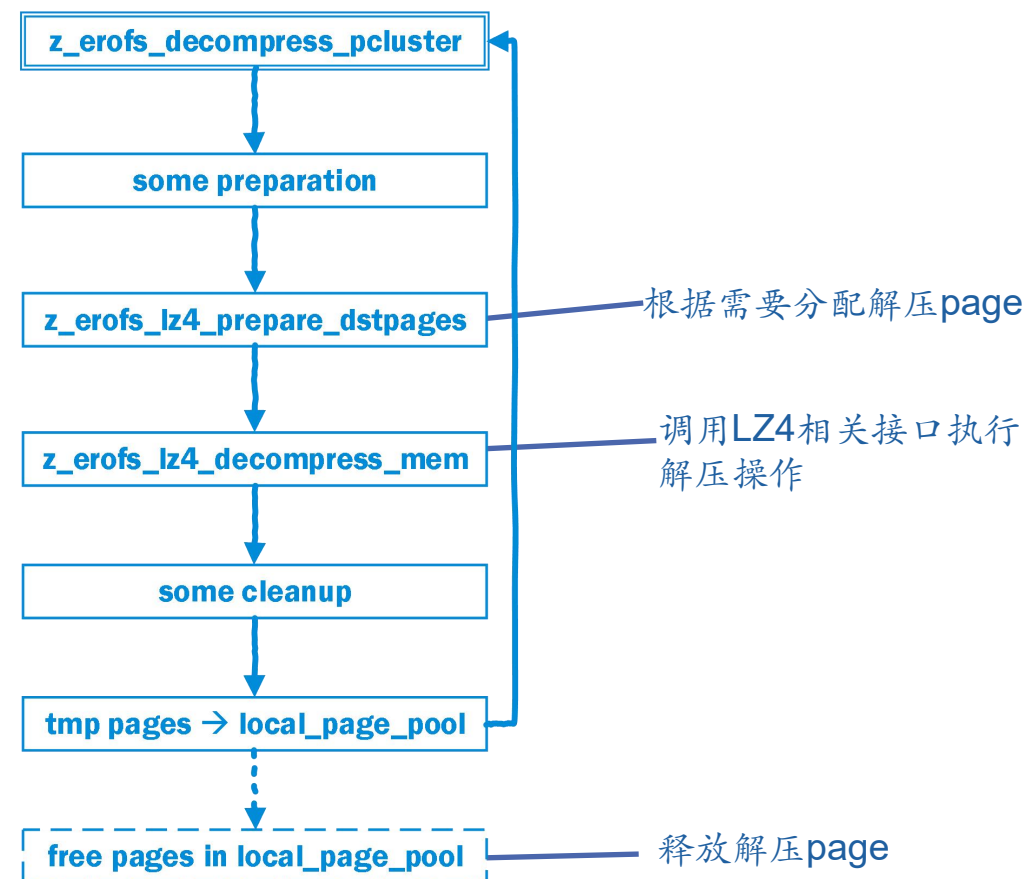 z_erofs_decompress_pcluster
some preparation
z_erofs_lz4_prepare_dstpages
根据需要分配解压page
z_erofs_lz4_decompress_mem
调用LZ4相关接口执行
解压操作
some cleanup
tmp pages → local_page_pool
free pages in local_page_pool
释放解压page